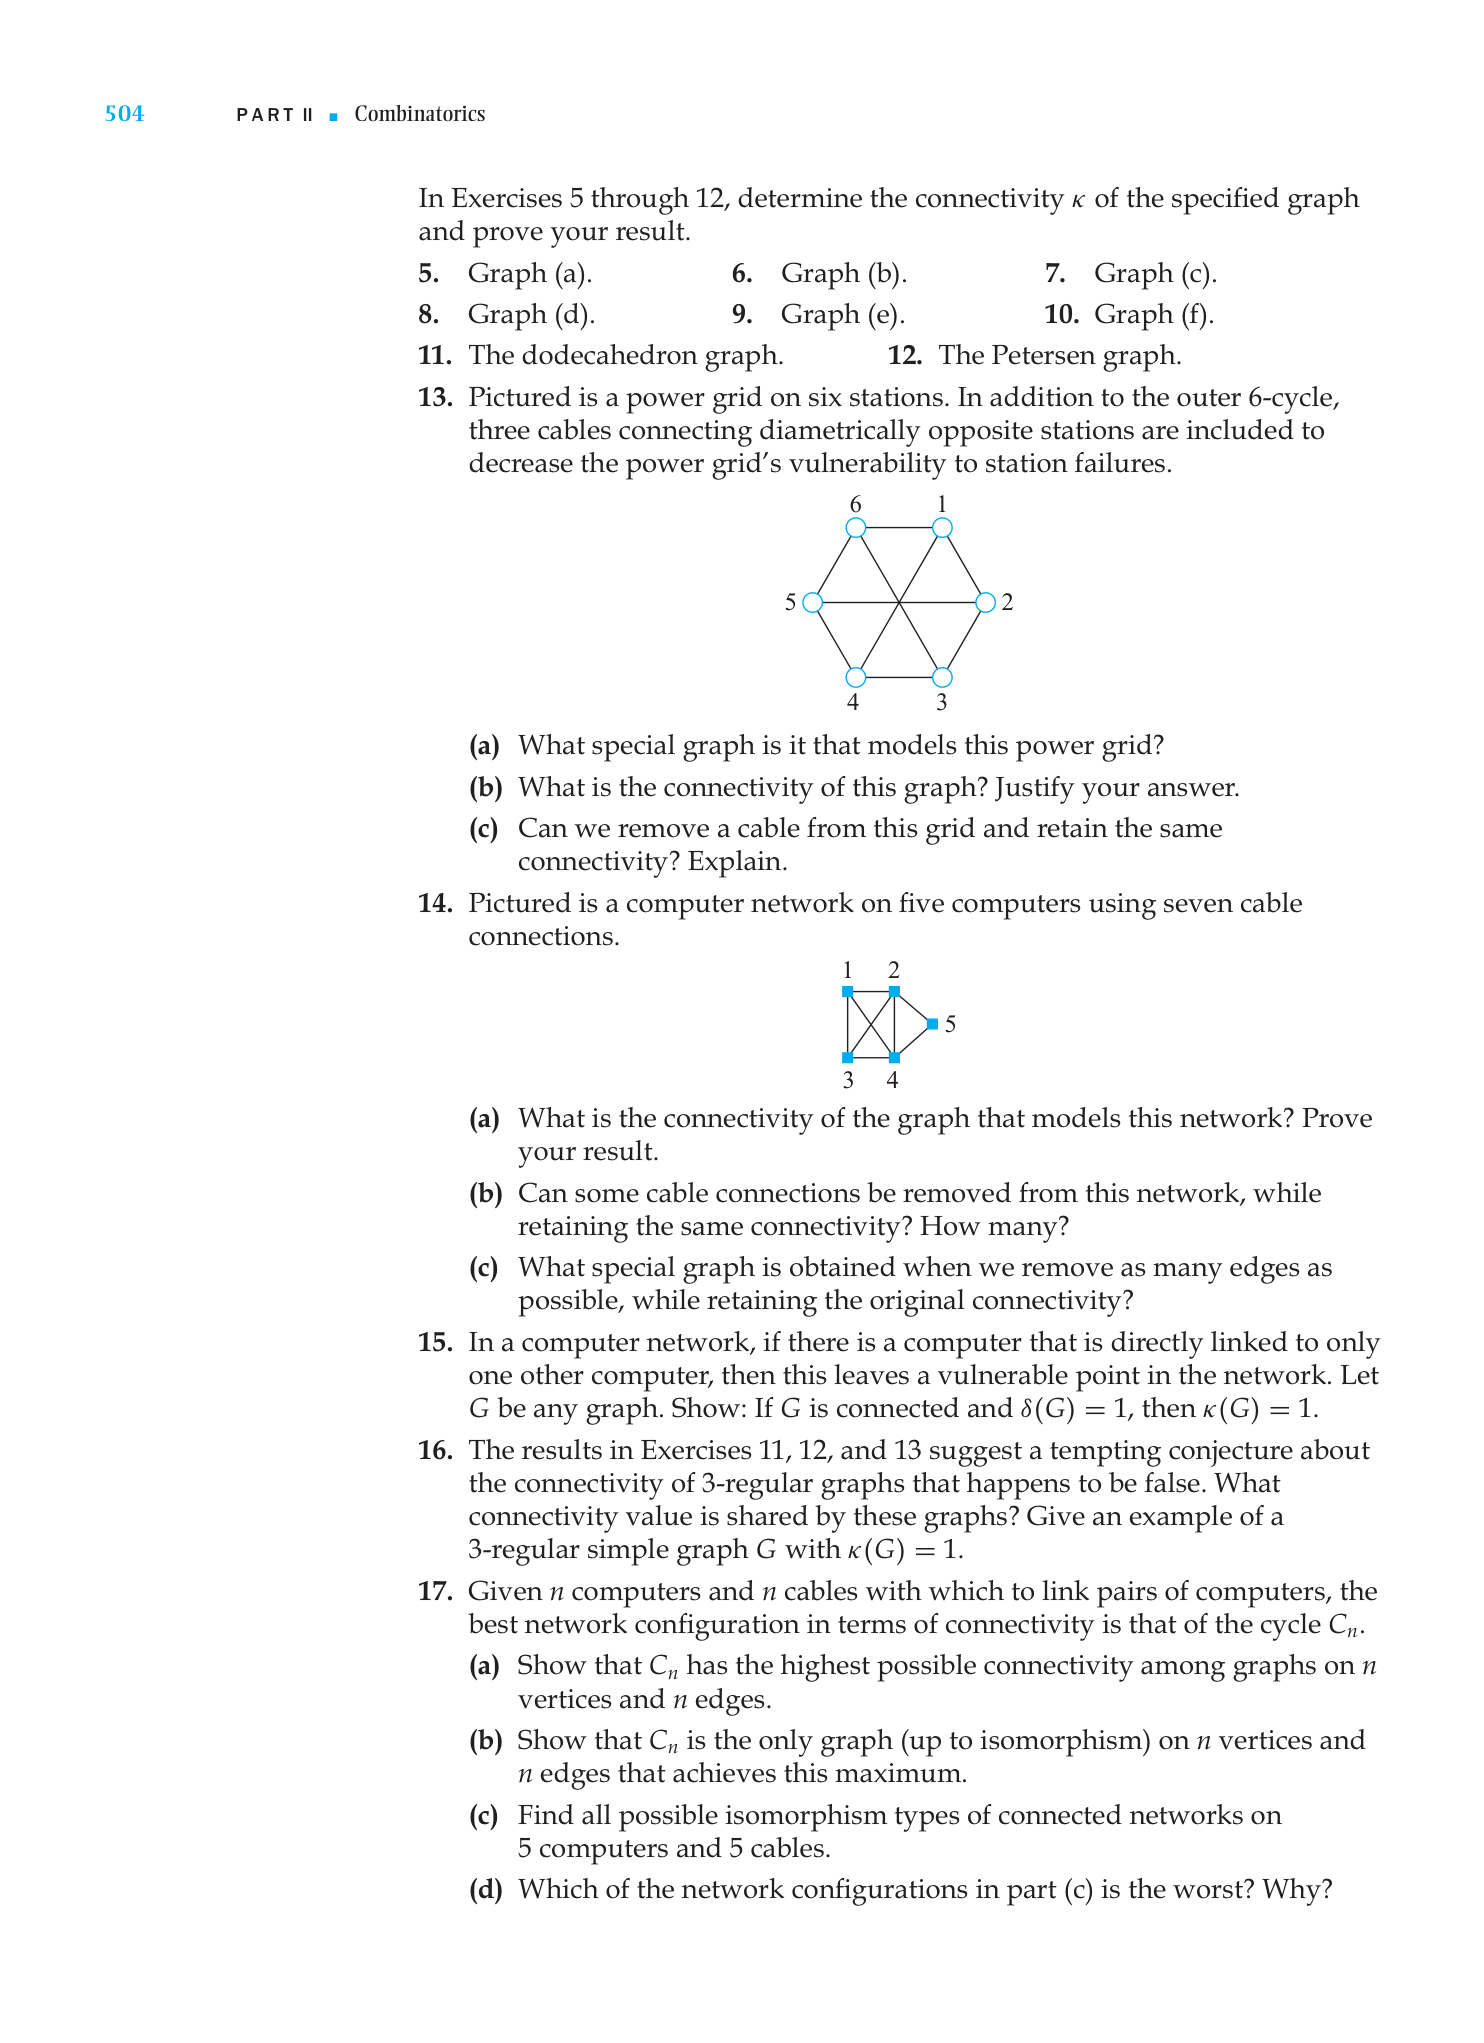 504 PART II ■ Combinatorics
In Exercises 5 through 12, determine the connectivity κ of the specified graph
and prove your result.
5. Graph (a). 6. Graph (b). 7. Graph (c).
8. Graph (d). 9. Graph (e). 10. Graph (f).
11. The dodecahedron graph. 12. The Petersen graph.
13. Pictured is a power grid on six stations. In addition to the outer 6-cycle,
three cables connecting diametrically opposite stations are included to
decrease the power grid's vulnerability to station failures.
6 1
5 2
4 3
(a) What special graph is it that models this power grid?
(b) What is the connectivity of this graph? Justify your answer.
(c) Can we remove a cable from this grid and retain the same
connectivity? Explain.
14. Pictured is a computer network on five computers using seven cable
connections.
1 2
5
3 4
(a) What is the connectivity of the graph that models this network? Prove
your result.
(b) Can some cable connections be removed from this network, while
retaining the same connectivity? How many?
(c) What special graph is obtained when we remove as many edges as
possible, while retaining the original connectivity?
15. In a computer network, if there is a computer that is directly linked to only
one other computer, then this leaves a vulnerable point in the network. Let
G be any graph. Show: If G is connected and δ(G) = 1, then κ(G) = 1.
16. The results in Exercises 11, 12, and 13 suggest a tempting conjecture about
the connectivity of 3-regular graphs that happens to be false. What
connectivity value is shared by these graphs? Give an example of a
3-regular simple graph G with κ(G) = 1.
17. Given n computers and n cables with which to link pairs of computers, the
best network configuration in terms of connectivity is that of the cycle Cₙ.
(a) Show that Cₙ has the highest possible connectivity among graphs on n
vertices and n edges.
(b) Show that Cₙ is the only graph (up to isomorphism) on n vertices and
n edges that achieves this maximum.
(c) Find all possible isomorphism types of connected networks on
5 computers and 5 cables.
(d) Which of the network configurations in part (c) is the worst? Why?